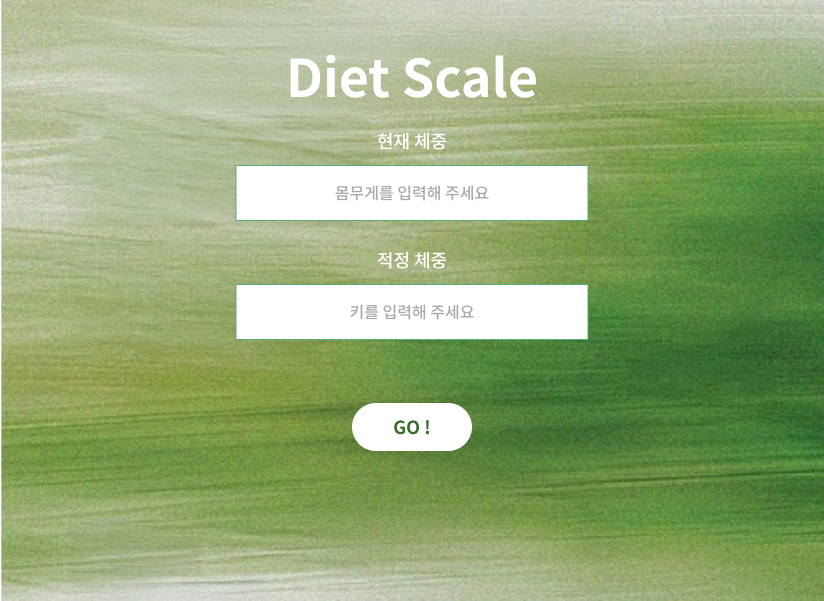 Diet Scale
현재 체중
몸무게를 입력해 주세요
적정 체중
키를 입력해 주세요
GO !